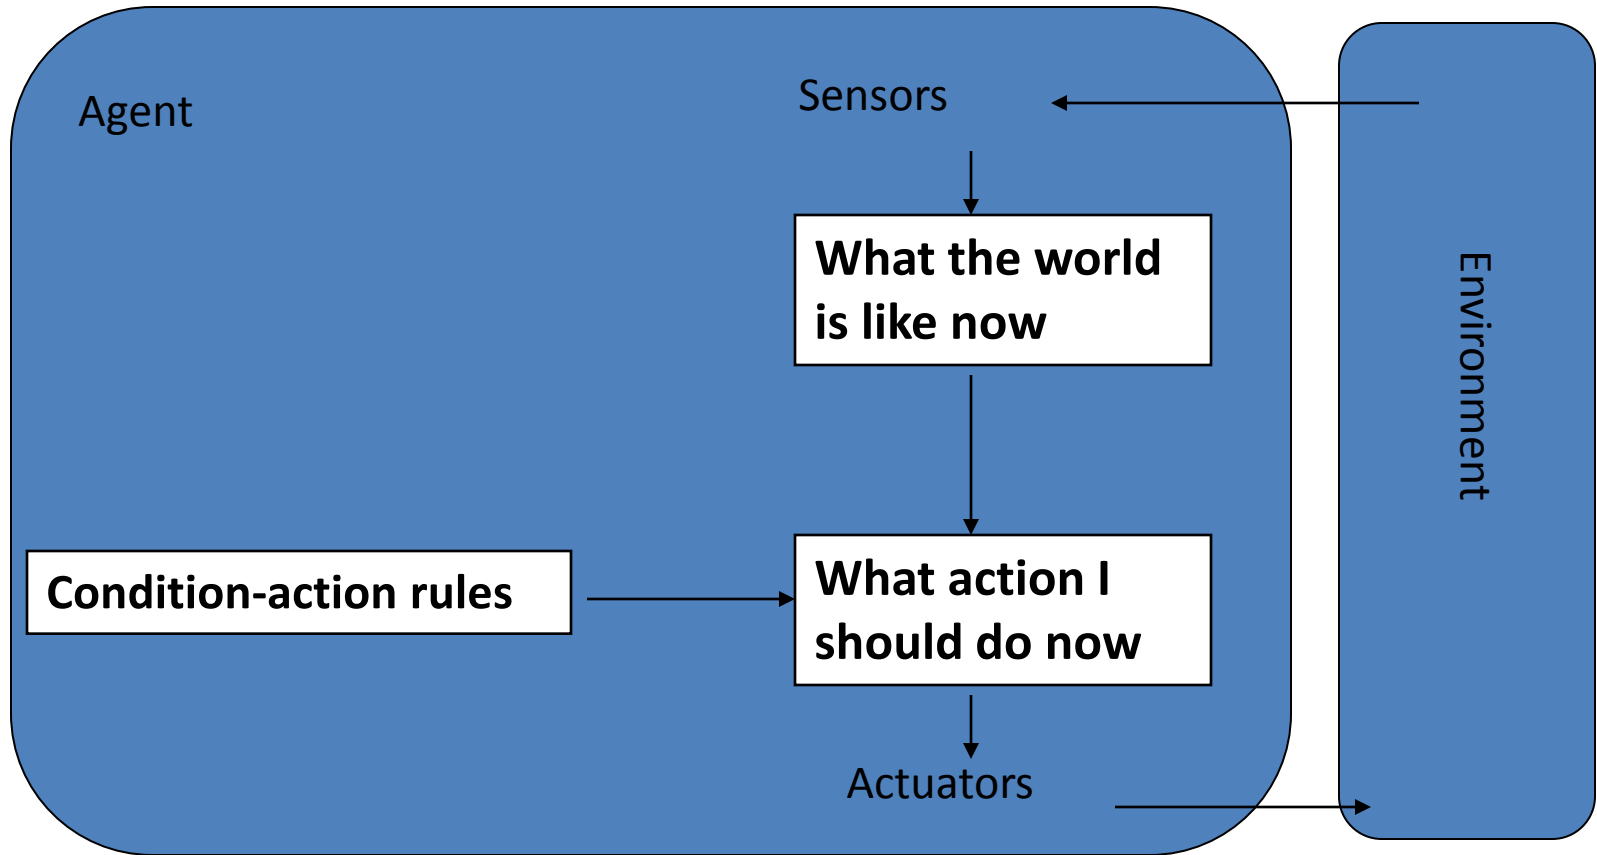 Agent
Sensors
What the world
is like now
Environment
Condition-action rules
What action I
should do now
Actuators